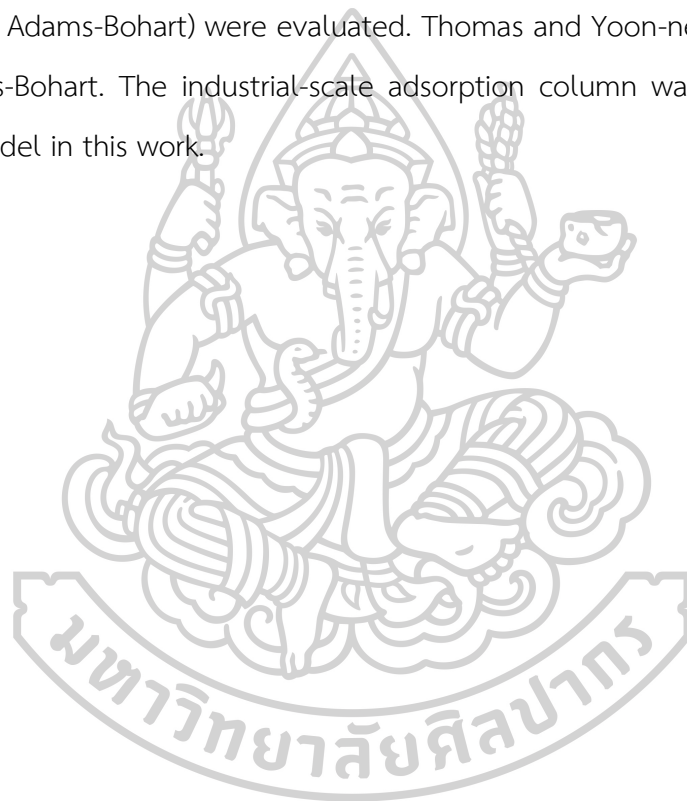 Adams-Bohart) were evaluated. Thomas and Yoon-ne
s-Bohart. The industrial-scale adsorption column wa
del in this work.
มหาวิทยาลัยศิลปากร